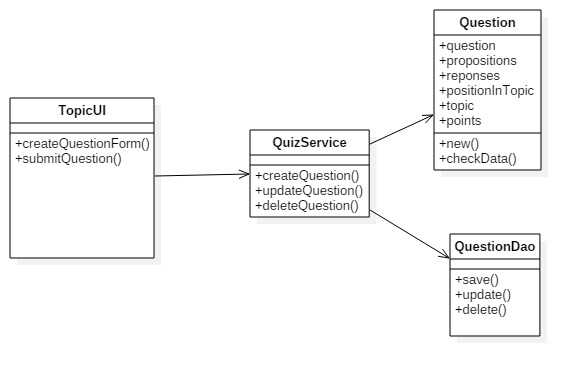 TopicUI
+createQuestionForm()
+submitQuestion()
QuizService
+createQuestion()
+updateQuestion()
+deleteQuestion()
Question
+question
+propositions
+reponses
+positionInTopic
+topic
+points
+new()
+checkData()
QuestionDao
+save()
+update()
+delete()